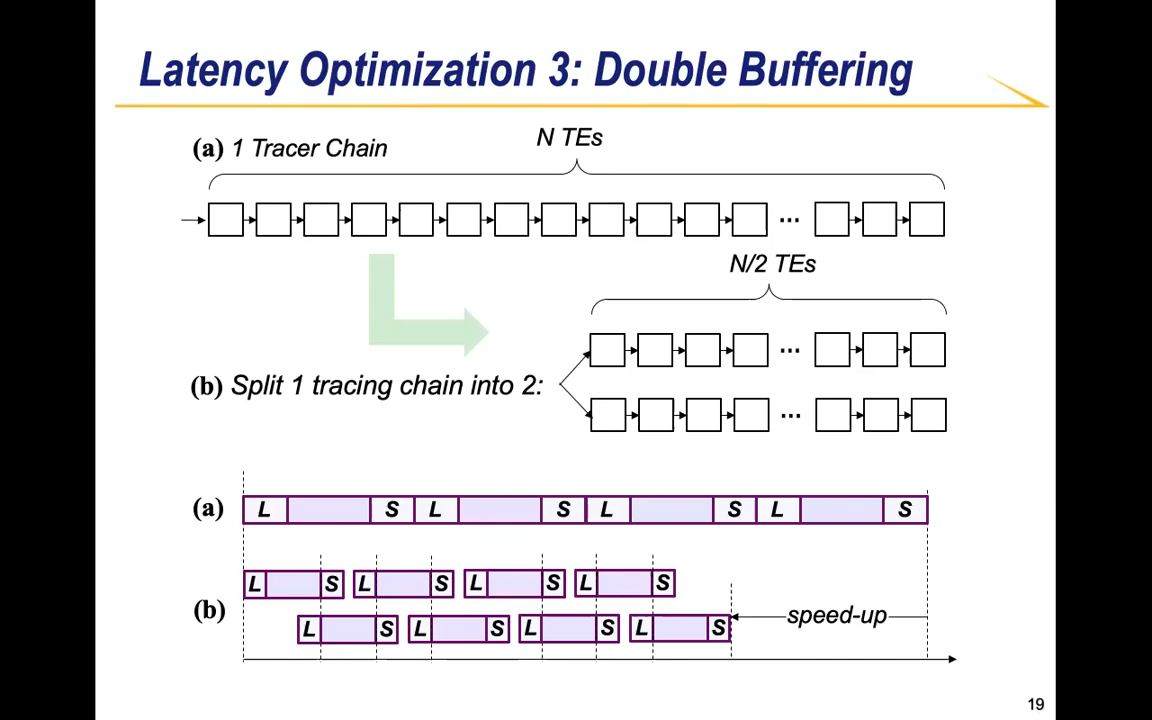 Latency Optimization 3: Double Buffering
(a) 1 Tracer Chain
N TEs
...
N/2 TEs
...
(b) Split 1 tracing chain into 2:
...
(a) L S L S L S L S
(b)
L S L S L S L S
L S L S L S L S
speed-up
19